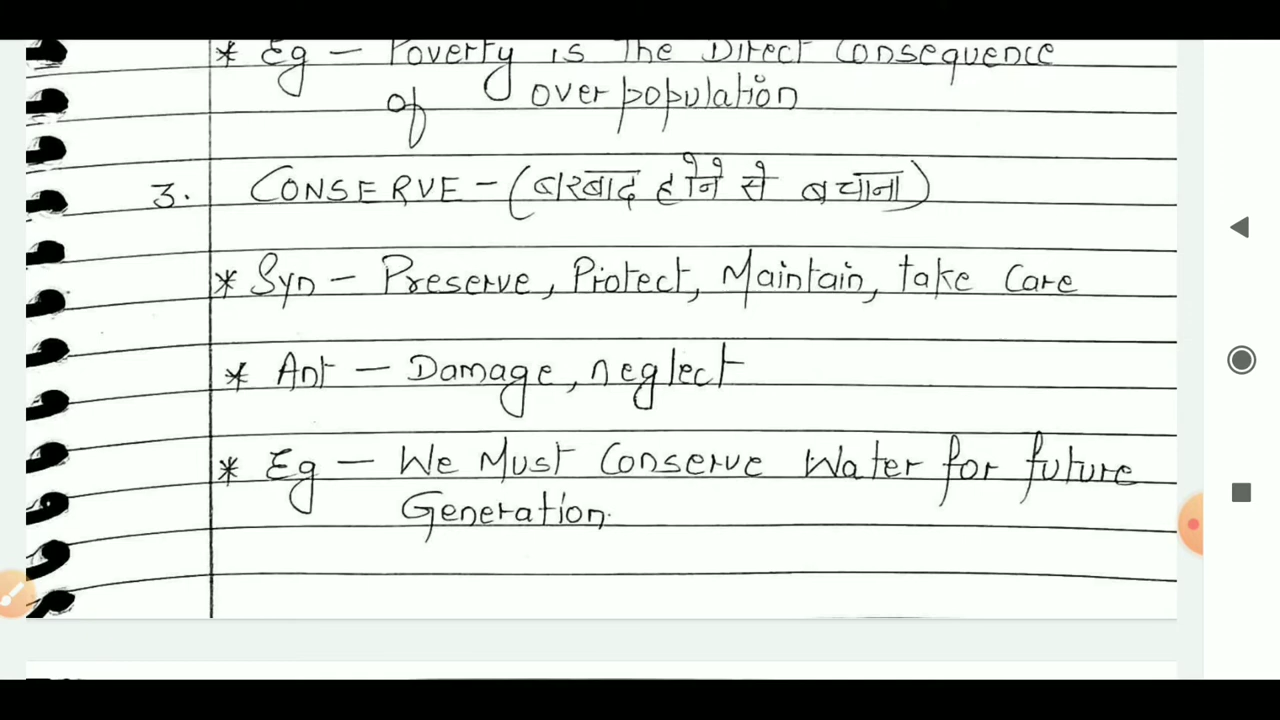 * Eg – Poverty is The Direct Consequence
of over population
3. CONSERVE – (बरबाद होने से बचाना)
* Syn – Preserve, Protect, Maintain, take Care
* Ant – Damage, neglect
* Eg – We Must Conserve Water for future
Generation.